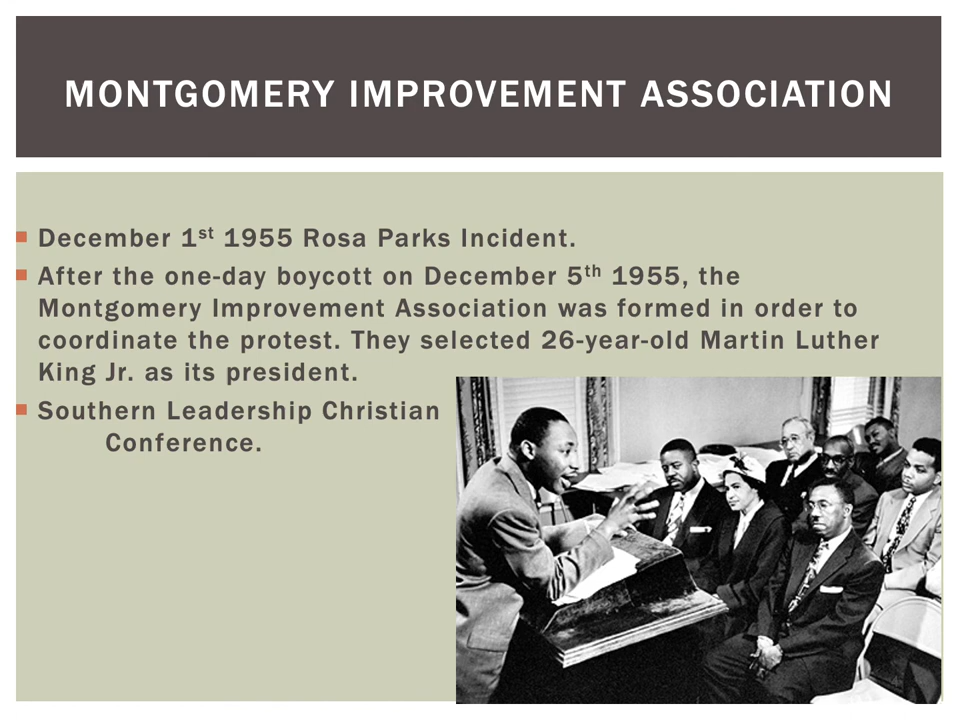 MONTGOMERY IMPROVEMENT ASSOCIATION
December 1st 1955 Rosa Parks Incident.
After the one-day boycott on December 5th 1955, the
Montgomery Improvement Association was formed in order to
coordinate the protest. They selected 26-year-old Martin Luther
King Jr. as its president.
Southern Leadership Christian
Conference.